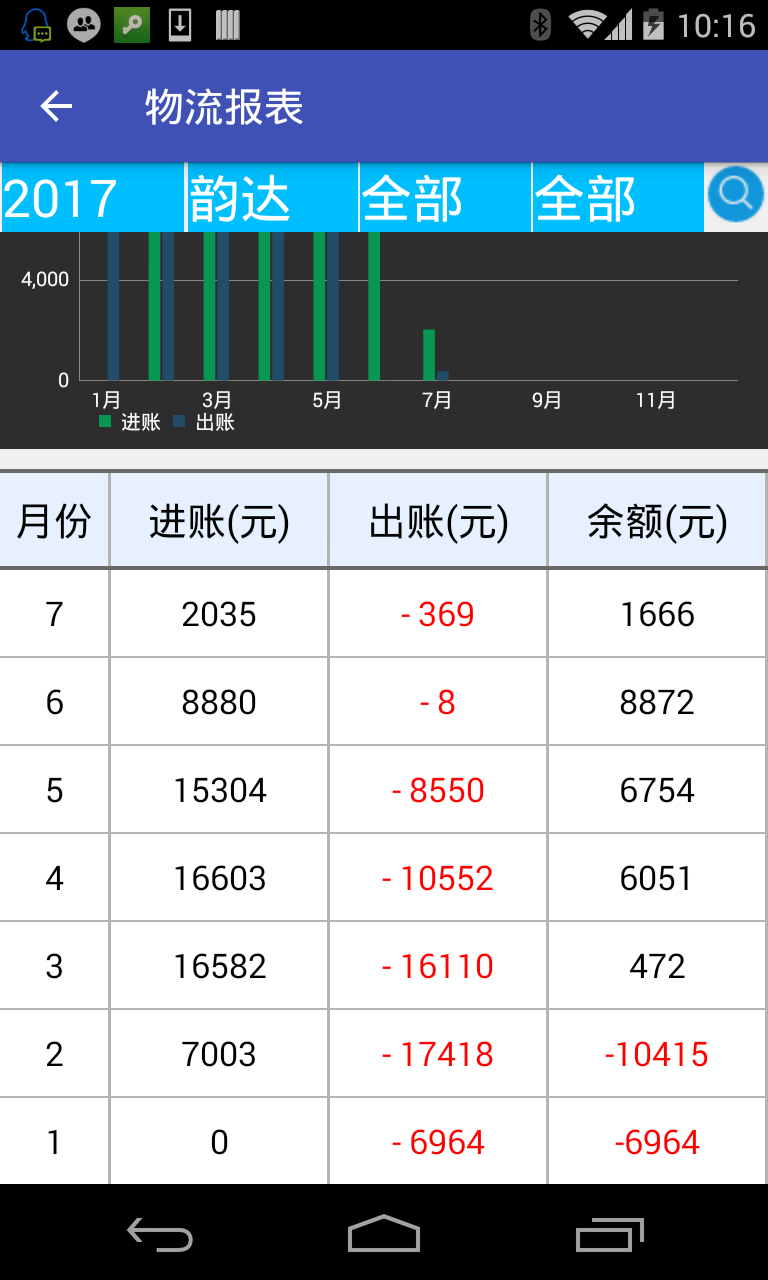 10:16
物流报表
2017 韵达 全部 全部
4,000
0
1月 3月 5月 7月 9月 11月
进账 出账
月份 进账(元) 出账(元) 余额(元)
7 2035 - 369 1666
6 8880 - 8 8872
5 15304 - 8550 6754
4 16603 - 10552 6051
3 16582 - 16110 472
2 7003 - 17418 -10415
1 0 - 6964 -6964